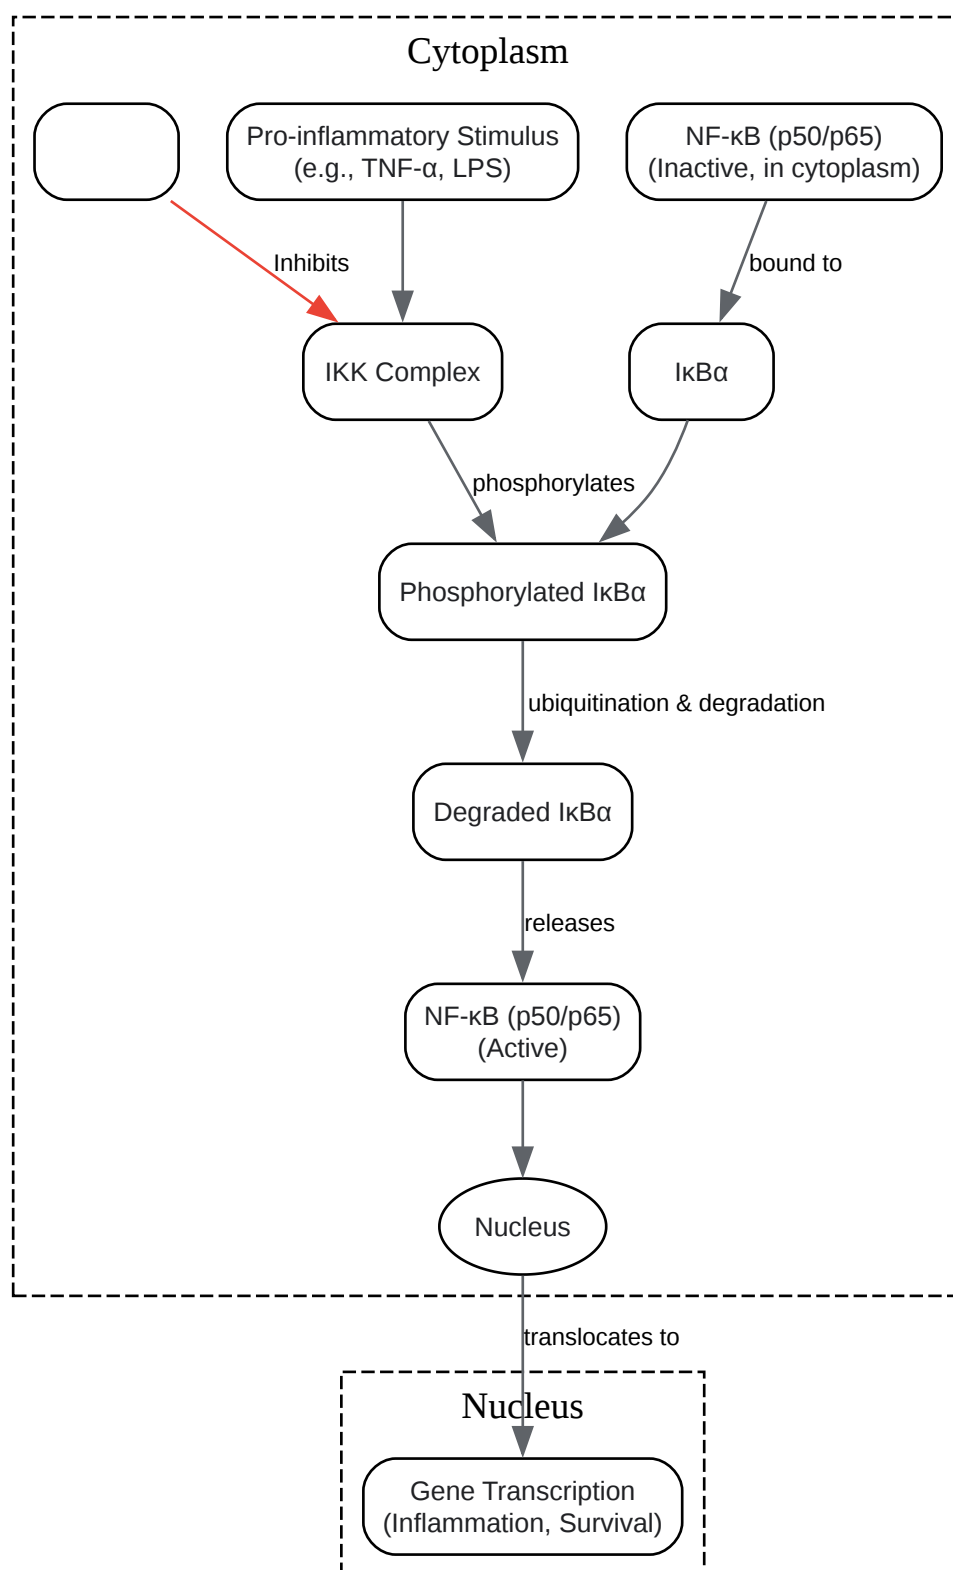 Cytoplasm
Pro-inflammatory Stimulus
(e.g., TNF-α, LPS)
NF-κB (p50/p65)
(Inactive, in cytoplasm)
Inhibits
bound to
IKK Complex
IκBα
phosphorylates
Phosphorylated IκBα
ubiquitination & degradation
Degraded IκBα
releases
NF-κB (p50/p65)
(Active)
Nucleus
translocates to
Nucleus
Gene Transcription
(Inflammation, Survival)